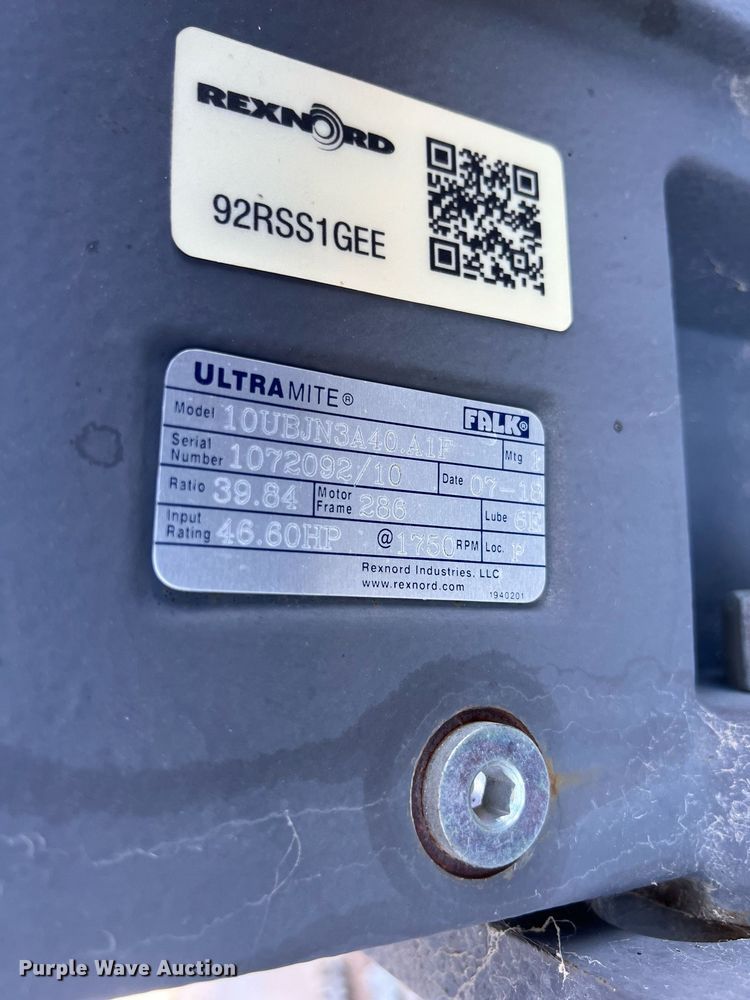 REXNORD
92RSS1GEE
ULTRAMITE®
FALK®
Model 10UBJN3A40.A1F
Mtg
Serial Number 1072092/10 Date 07-18
Ratio 39.84 Motor Frame 286 Lube
Input Rating 46.60HP @ 1750 RPM Loc.
Rexnord Industries, LLC
www.rexnord.com
1940201
Purple Wave Auction